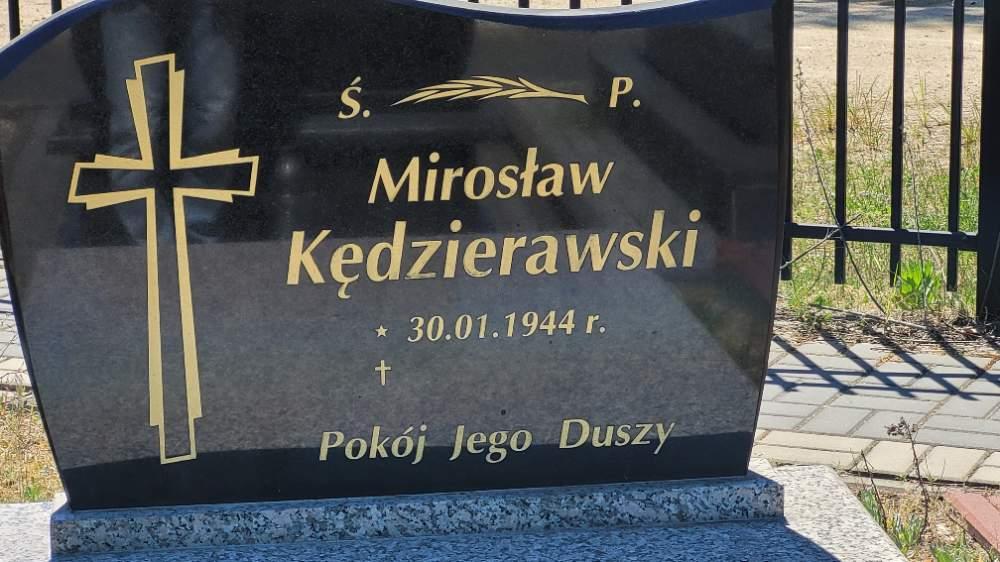 Ś. P.
Mirosław
Kędzierawski
* 30.01.1944 r.
†
Pokój Jego Duszy